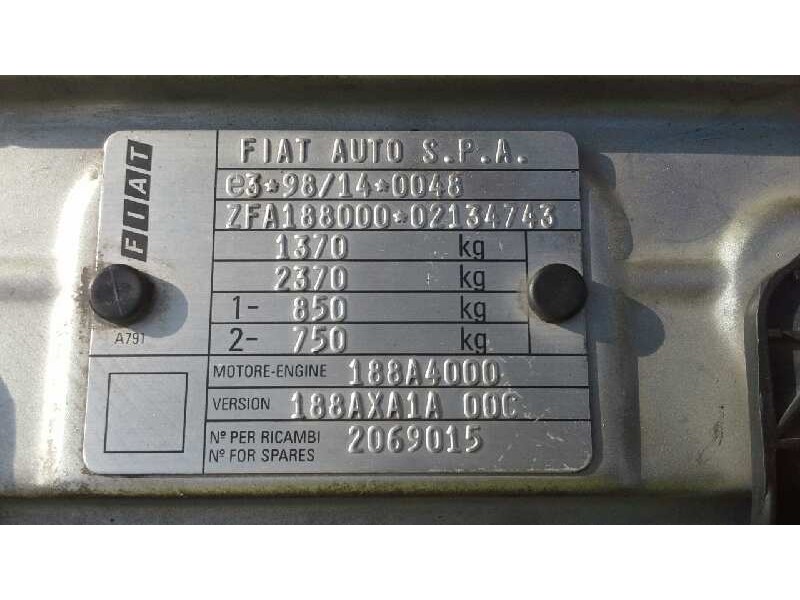 FIAT
FIAT AUTO S.P.A.
e3*98/14*0048
ZFA188000*02134743
1370 kg
2370 kg
1- 850 kg
2- 750 kg
A791
MOTORE-ENGINE 188A4000
VERSION 188AXA1A 00C
Nº PER RICAMBI
Nº FOR SPARES 2069015